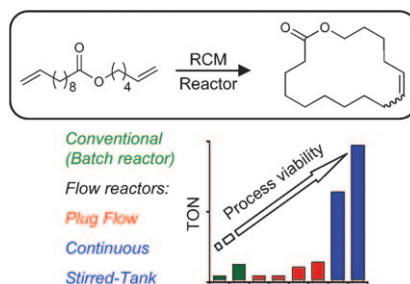 O
O
( )8
( )4
RCM
Reactor
O
O
Conventional
(Batch reactor)
Flow reactors:
Plug Flow
Continuous
Stirred-Tank
TON
Process viability